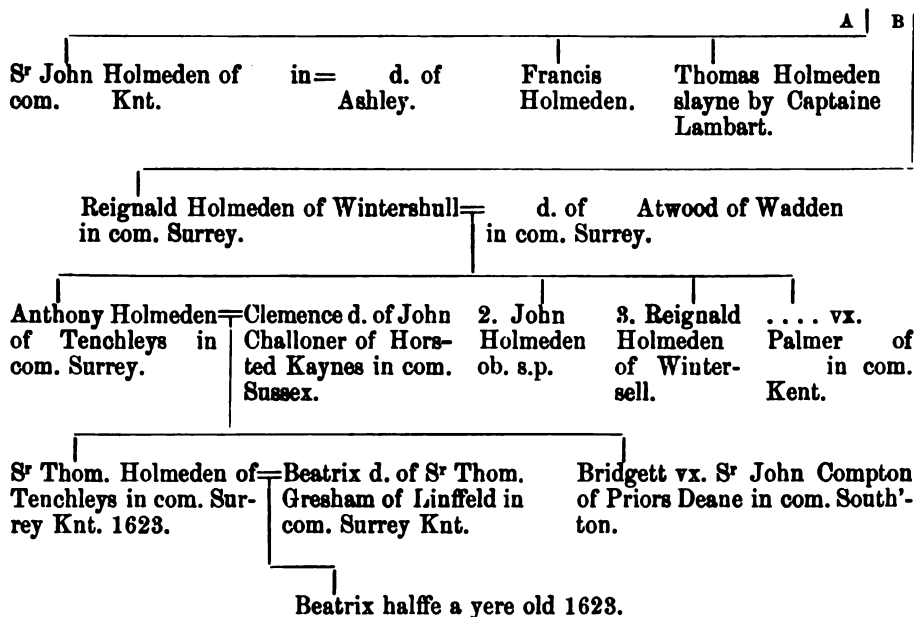 A B
Sʳ John Holmeden of in= d. of
com. Knt. Ashley.
Francis
Holmeden.
Thomas Holmeden
slayne by Captaine
Lambart.
Reignald Holmeden of Wintershull= d. of Atwood of Wadden
in com. Surrey. in com. Surrey.
Anthony Holmeden=
of Tenchleys in
com. Surrey.
Clemence d. of John
Challoner of Hors-
ted Kaynes in com.
Sussex.
2. John
Holmeden
ob. s.p.
3. Reignald
Holmeden
of Winter-
sell.
.... vx.
Palmer of
in com.
Kent.
Sʳ Thom. Holmeden of=
Tenchleys in com. Sur-
rey Knt. 1623.
Beatrix d. of Sʳ Thom.
Gresham of Linffeld in
com. Surrey Knt.
Bridgett vx. Sʳ John Compton
of Priors Deane in com. South'-
ton.
Beatrix halffe a yere old 1623.